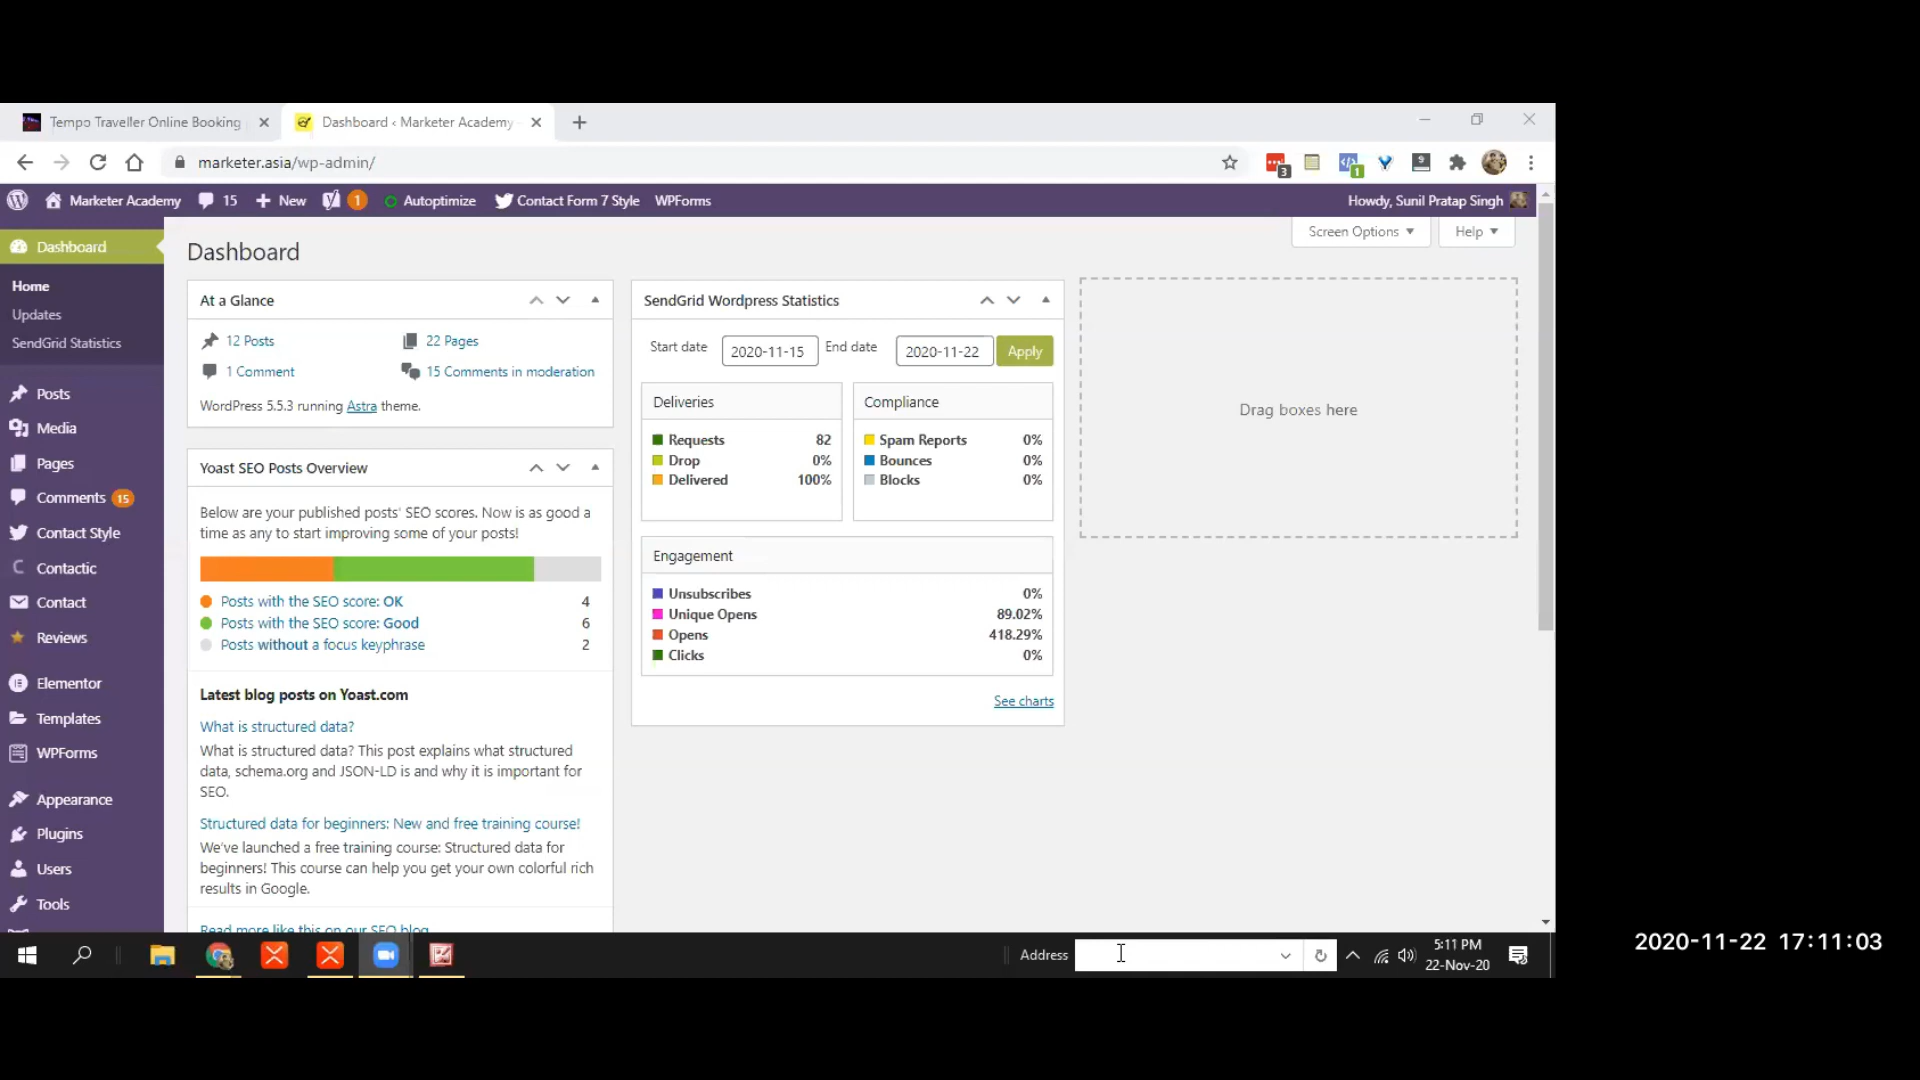 Tempo Traveller Online Booking
Dashboard ‹ Marketer Academy
marketer.asia/wp-admin/
3
1
9
Marketer Academy
15
New
1
Autoptimize
Contact Form 7 Style
WPForms
Howdy, Sunil Pratap Singh
Dashboard
Home
Updates
SendGrid Statistics
Posts
Media
Pages
Comments 15
Contact Style
Contactic
Contact
Reviews
Elementor
Templates
WPForms
Appearance
Plugins
Users
Tools
Screen Options
Help
Dashboard
At a Glance
12 Posts
22 Pages
1 Comment
15 Comments in moderation
WordPress 5.5.3 running Astra theme.
Yoast SEO Posts Overview
Below are your published posts' SEO scores. Now is as good a
time as any to start improving some of your posts!
Posts with the SEO score: OK 4
Posts with the SEO score: Good 6
Posts without a focus keyphrase 2
Latest blog posts on Yoast.com
What is structured data?
What is structured data? This post explains what structured
data, schema.org and JSON-LD is and why it is important for
SEO.
Structured data for beginners: New and free training course!
We've launched a free training course: Structured data for
beginners! This course can help you get your own colorful rich
results in Google.
Read more like this on our SEO blog
SendGrid Wordpress Statistics
Start date 2020-11-15 End date 2020-11-22 Apply
Deliveries
Requests 82
Drop 0%
Delivered 100%
Compliance
Spam Reports 0%
Bounces 0%
Blocks 0%
Engagement
Unsubscribes 0%
Unique Opens 89.02%
Opens 418.29%
Clicks 0%
See charts
Drag boxes here
Address
5:11 PM
22-Nov-20
2020-11-22 17:11:03